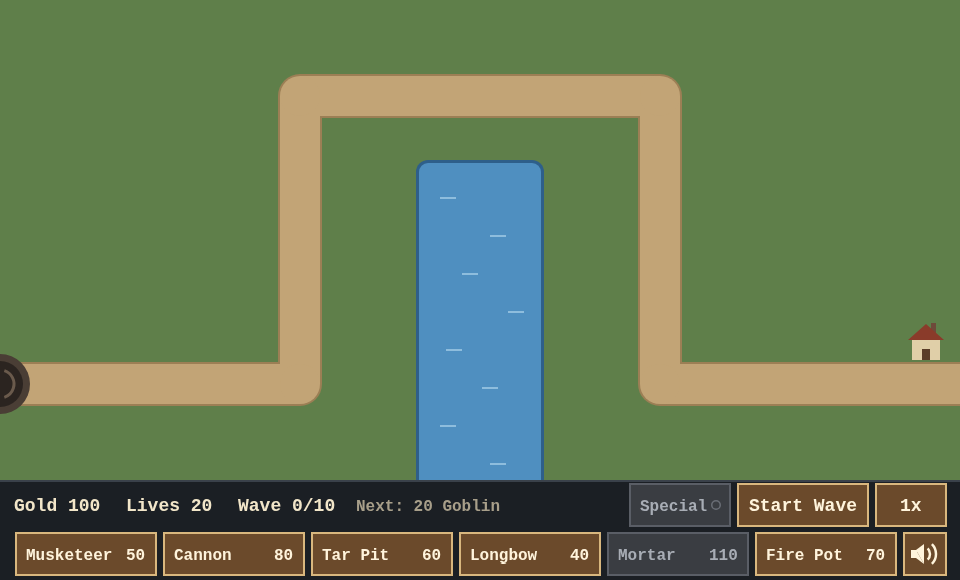 Gold 100 Lives 20 Wave 0/10 Next: 20 Goblin Special Start Wave 1x
Musketeer 50 Cannon 80 Tar Pit 60 Longbow 40 Mortar 110 Fire Pot 70